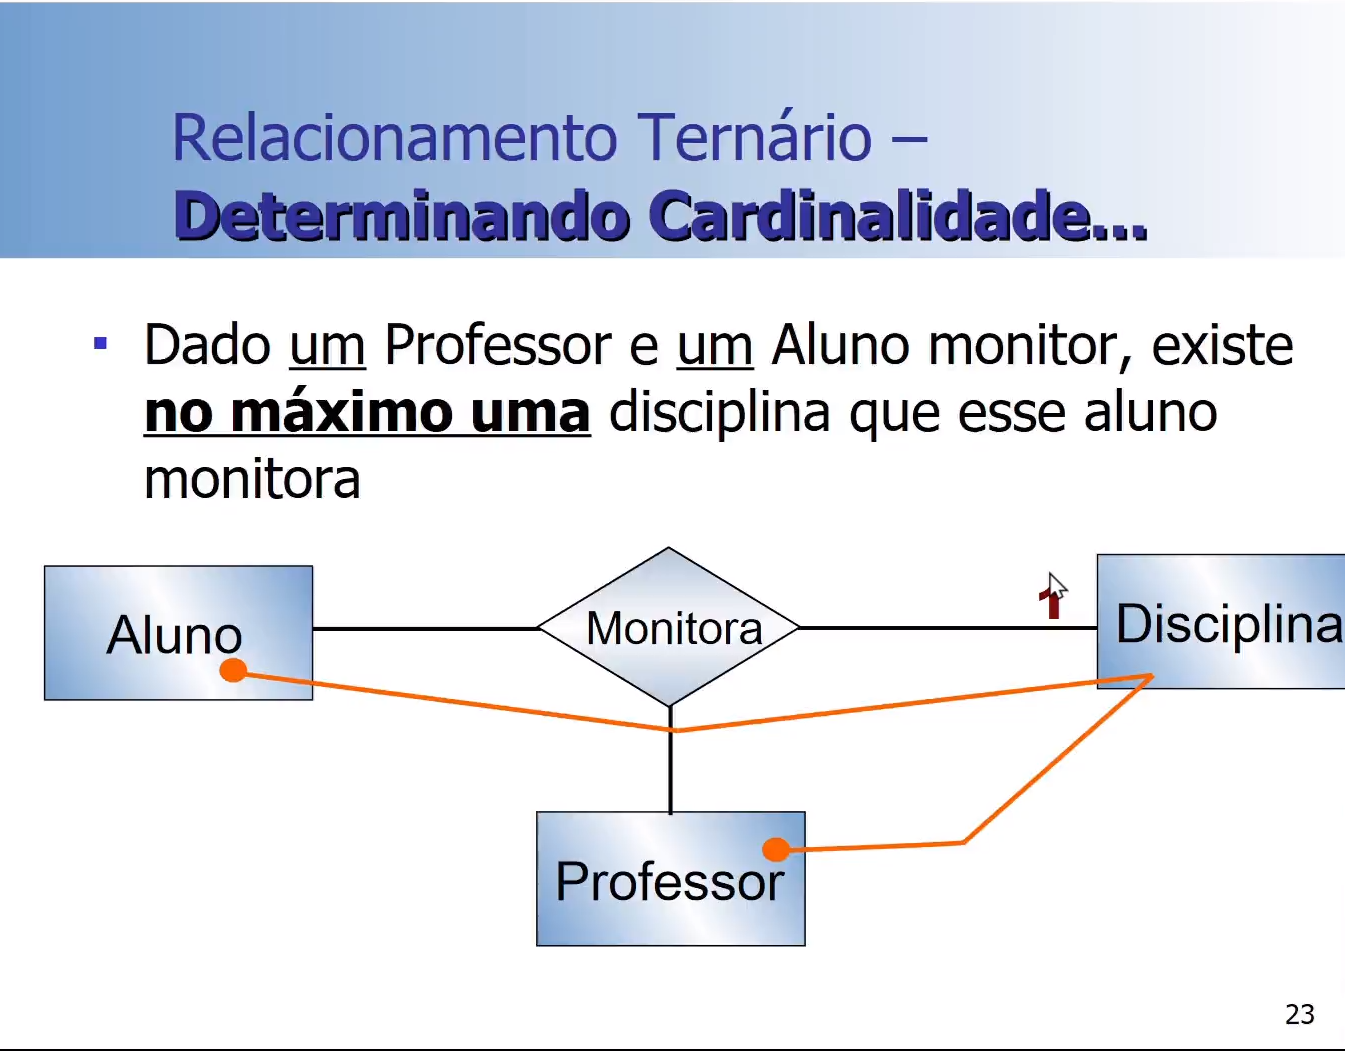 Relacionamento Ternário –
Determinando Cardinalidade...
▪ Dado um Professor e um Aluno monitor, existe
no máximo uma disciplina que esse aluno
monitora
Aluno
Monitora
1
Disciplina
Professor
23